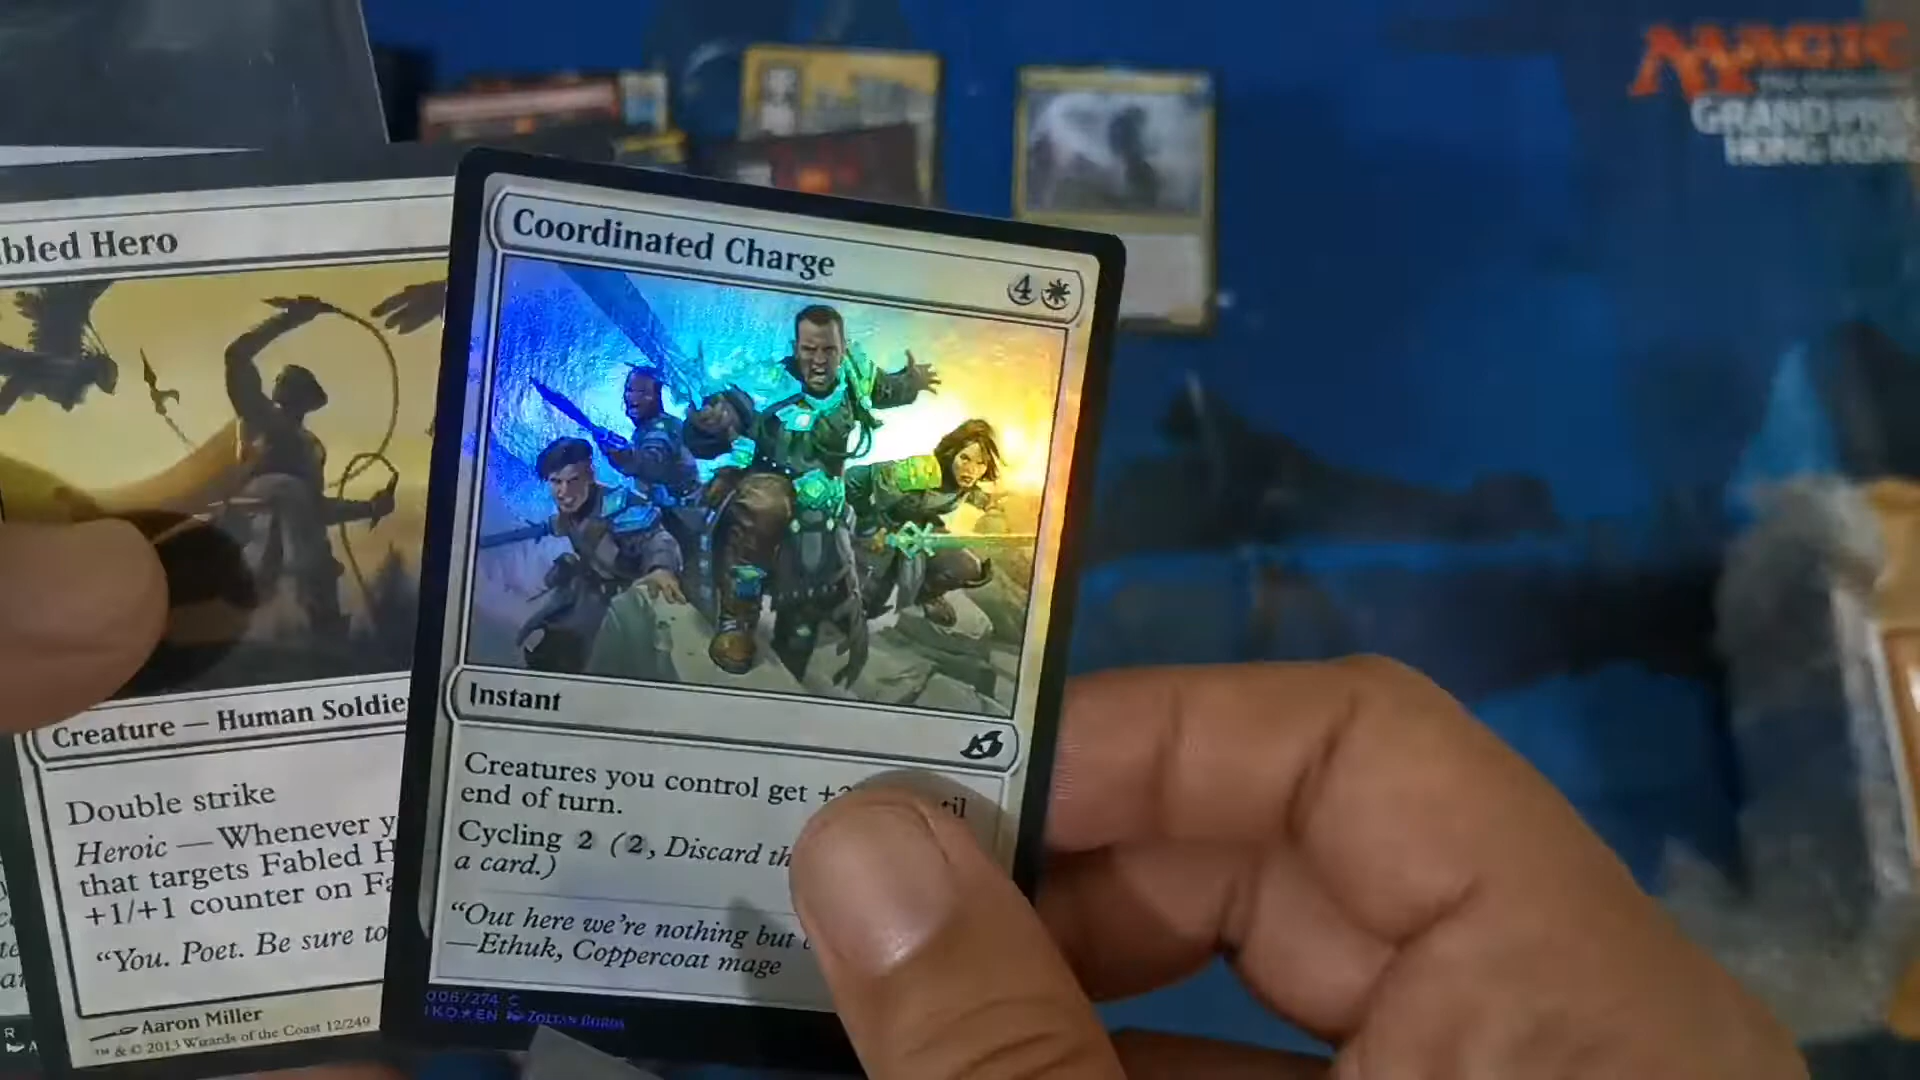 MAGIC
GRAND PRIX
HONG KONG
bled Hero
Creature — Human Soldie
Double strike
Heroic — Whenever y
that targets Fabled H
+1/+1 counter on Fa
“You. Poet. Be sure to
Aaron Miller
™ & © 2013 Wizards of the Coast 12/249
R
Coordinated Charge
4
Instant
Creatures you control get
end of turn.
Cycling 2 (2, Discard th
a card.)
“Out here we’re nothing but
—Ethuk, Coppercoat mage
006/274 C
IKO★EN Zoltan Boros